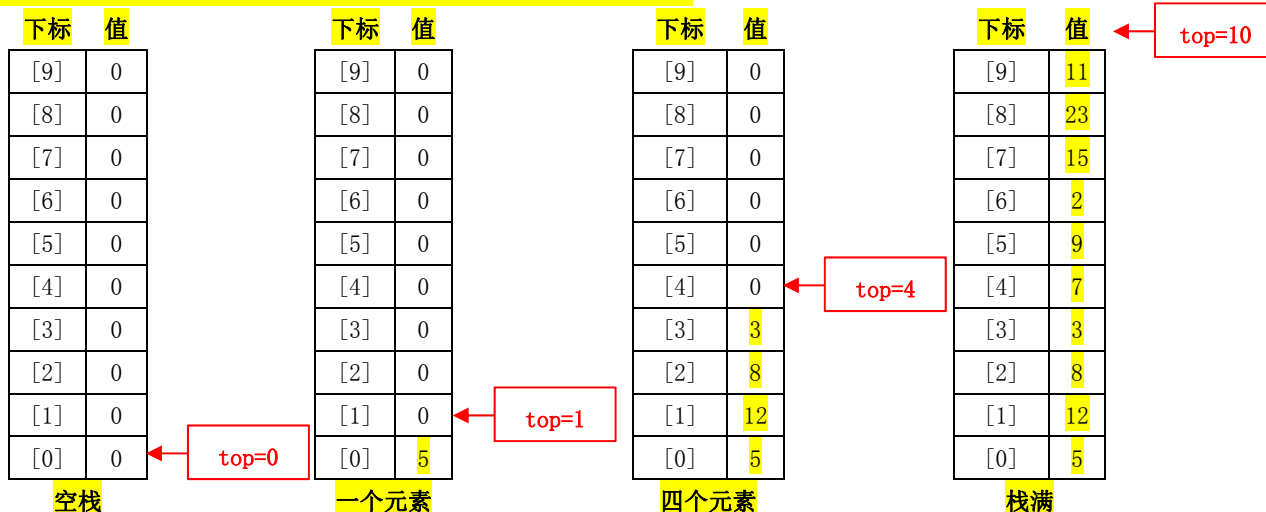 下标 值 下标 值 下标 值 下标 值 top=10
[9] 0 [9] 0 [9] 0 [9] 11
[8] 0 [8] 0 [8] 0 [8] 23
[7] 0 [7] 0 [7] 0 [7] 15
[6] 0 [6] 0 [6] 0 [6] 2
[5] 0 [5] 0 [5] 0 [5] 9
[4] 0 [4] 0 [4] 0 top=4 [4] 7
[3] 0 [3] 0 [3] 3 [3] 3
[2] 0 [2] 0 [2] 8 [2] 8
[1] 0 [1] 0 top=1 [1] 12 [1] 12
[0] 0 top=0 [0] 5 [0] 5 [0] 5
空栈 一个元素 四个元素 栈满